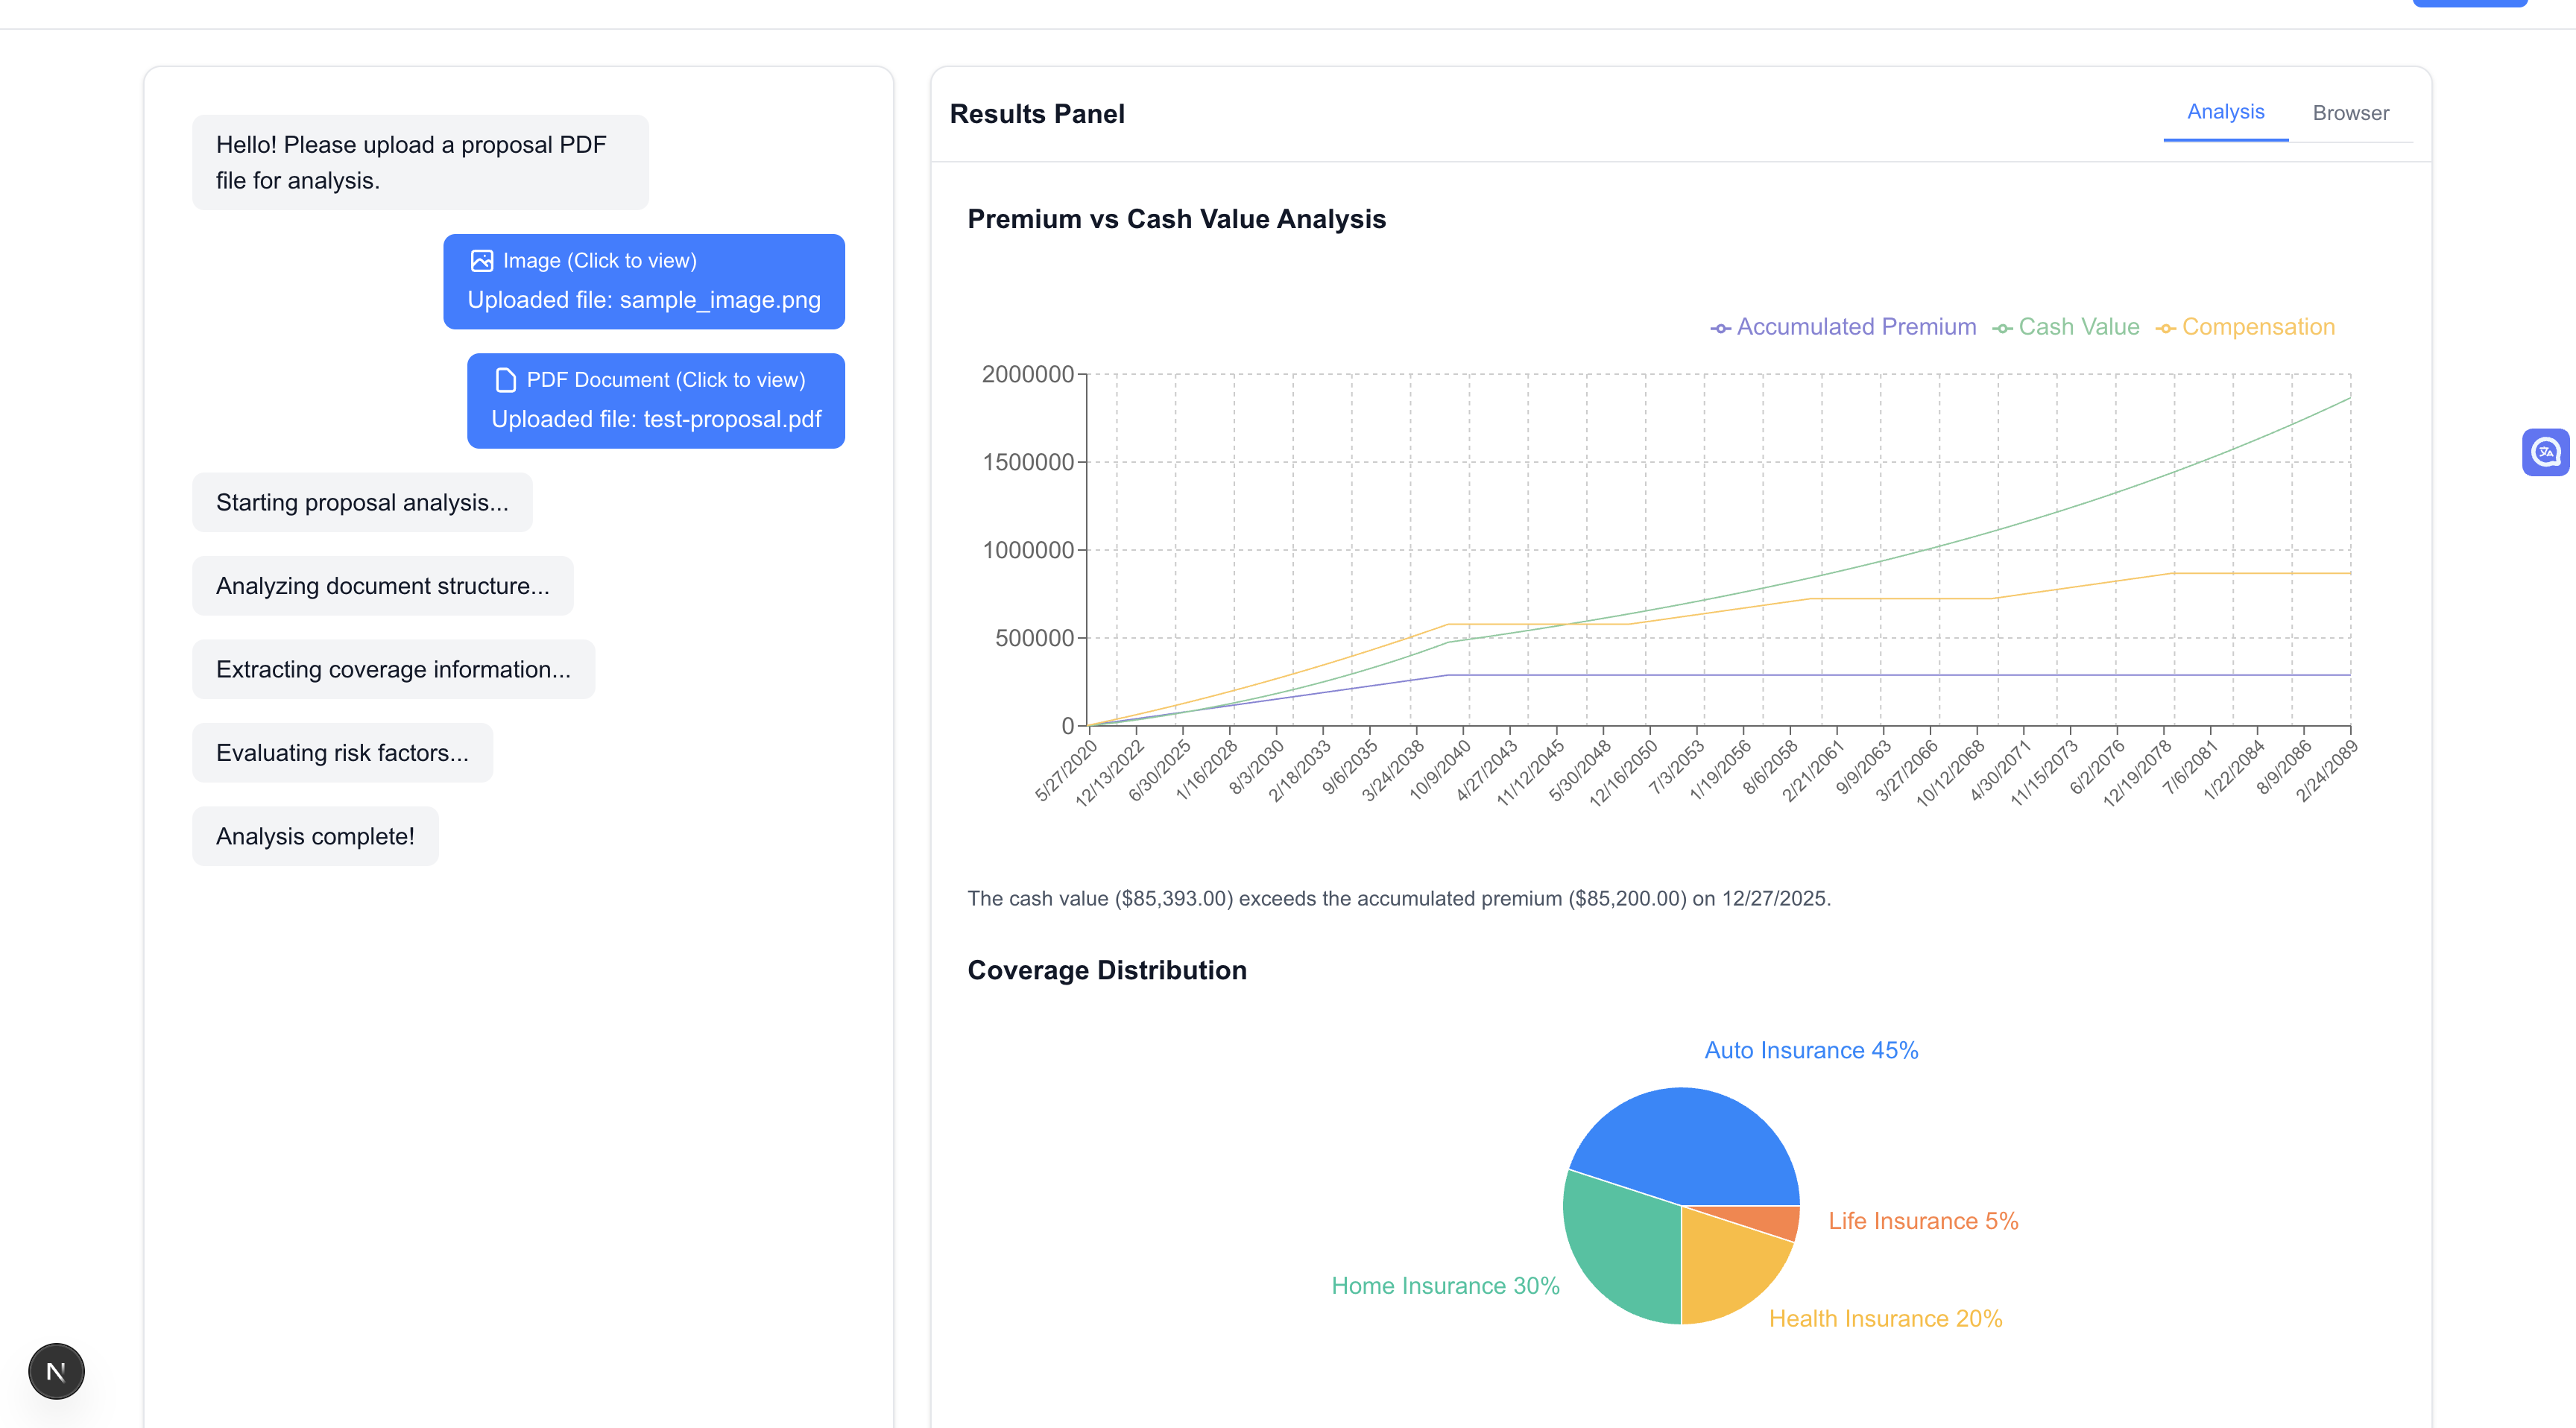 Hello! Please upload a proposal PDF
file for analysis.
Image (Click to view)
Uploaded file: sample_image.png
PDF Document (Click to view)
Uploaded file: test-proposal.pdf
Starting proposal analysis...
Analyzing document structure...
Extracting coverage information...
Evaluating risk factors...
Analysis complete!
N
Results Panel
Analysis
Browser
Premium vs Cash Value Analysis
Accumulated Premium
Cash Value
Compensation
2000000
1500000
1000000
500000
0
5/27/2020
12/13/2022
6/30/2025
1/16/2028
8/3/2030
2/18/2033
9/6/2035
3/24/2038
10/9/2040
4/27/2043
11/12/2045
5/30/2048
12/16/2050
7/3/2053
1/19/2056
8/6/2058
2/21/2061
9/9/2063
3/27/2066
10/12/2068
4/30/2071
11/15/2073
6/2/2076
12/19/2078
7/6/2081
1/22/2084
8/9/2086
2/24/2089
The cash value ($85,393.00) exceeds the accumulated premium ($85,200.00) on 12/27/2025.
Coverage Distribution
Auto Insurance 45%
Life Insurance 5%
Home Insurance 30%
Health Insurance 20%